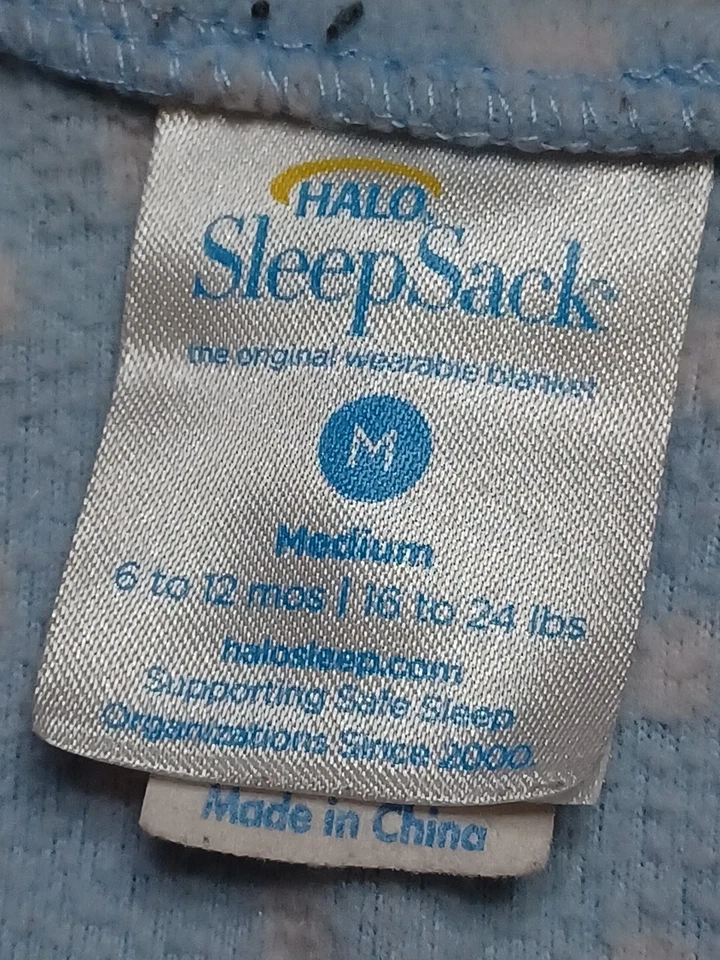 HALO
SleepSack
the original wearable blanket
M
Medium
6 to 12 mos | 16 to 24 lbs
halosleep.com
Supporting Safe Sleep
Organizations Since 2000
Made in China